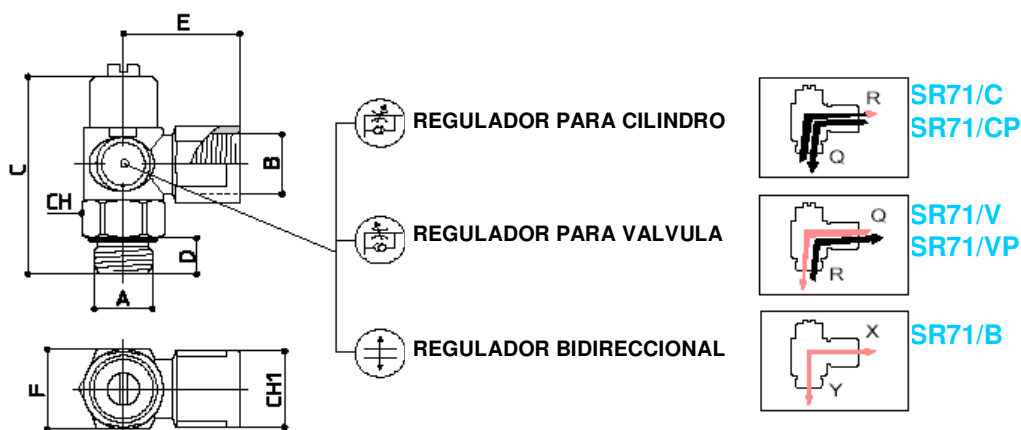 E
C
B
CH
D
A
F
CH1
REGULADOR PARA CILINDRO
R
Q
SR71/C
SR71/CP
REGULADOR PARA VALVULA
Q
R
SR71/V
SR71/VP
REGULADOR BIDIRECCIONAL
X
Y
SR71/B